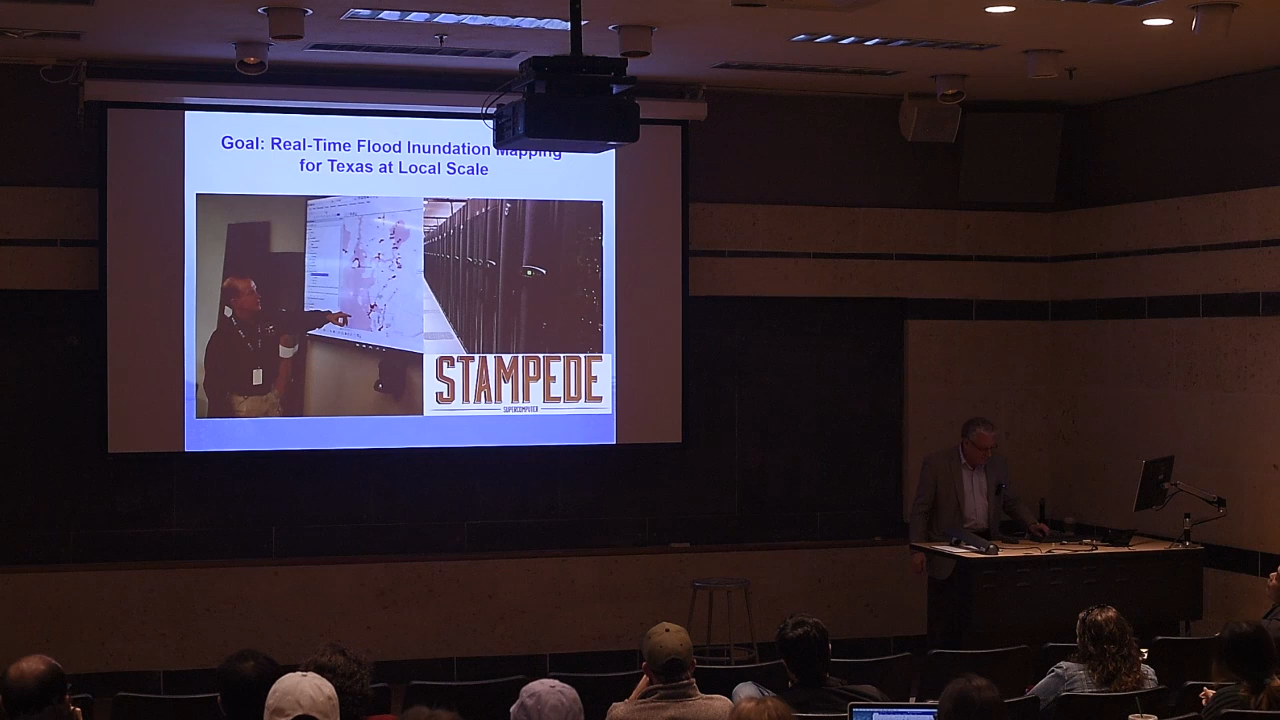 Goal: Real-Time Flood Inundation Mapping
for Texas at Local Scale
STAMPEDE
SUPERCOMPUTER